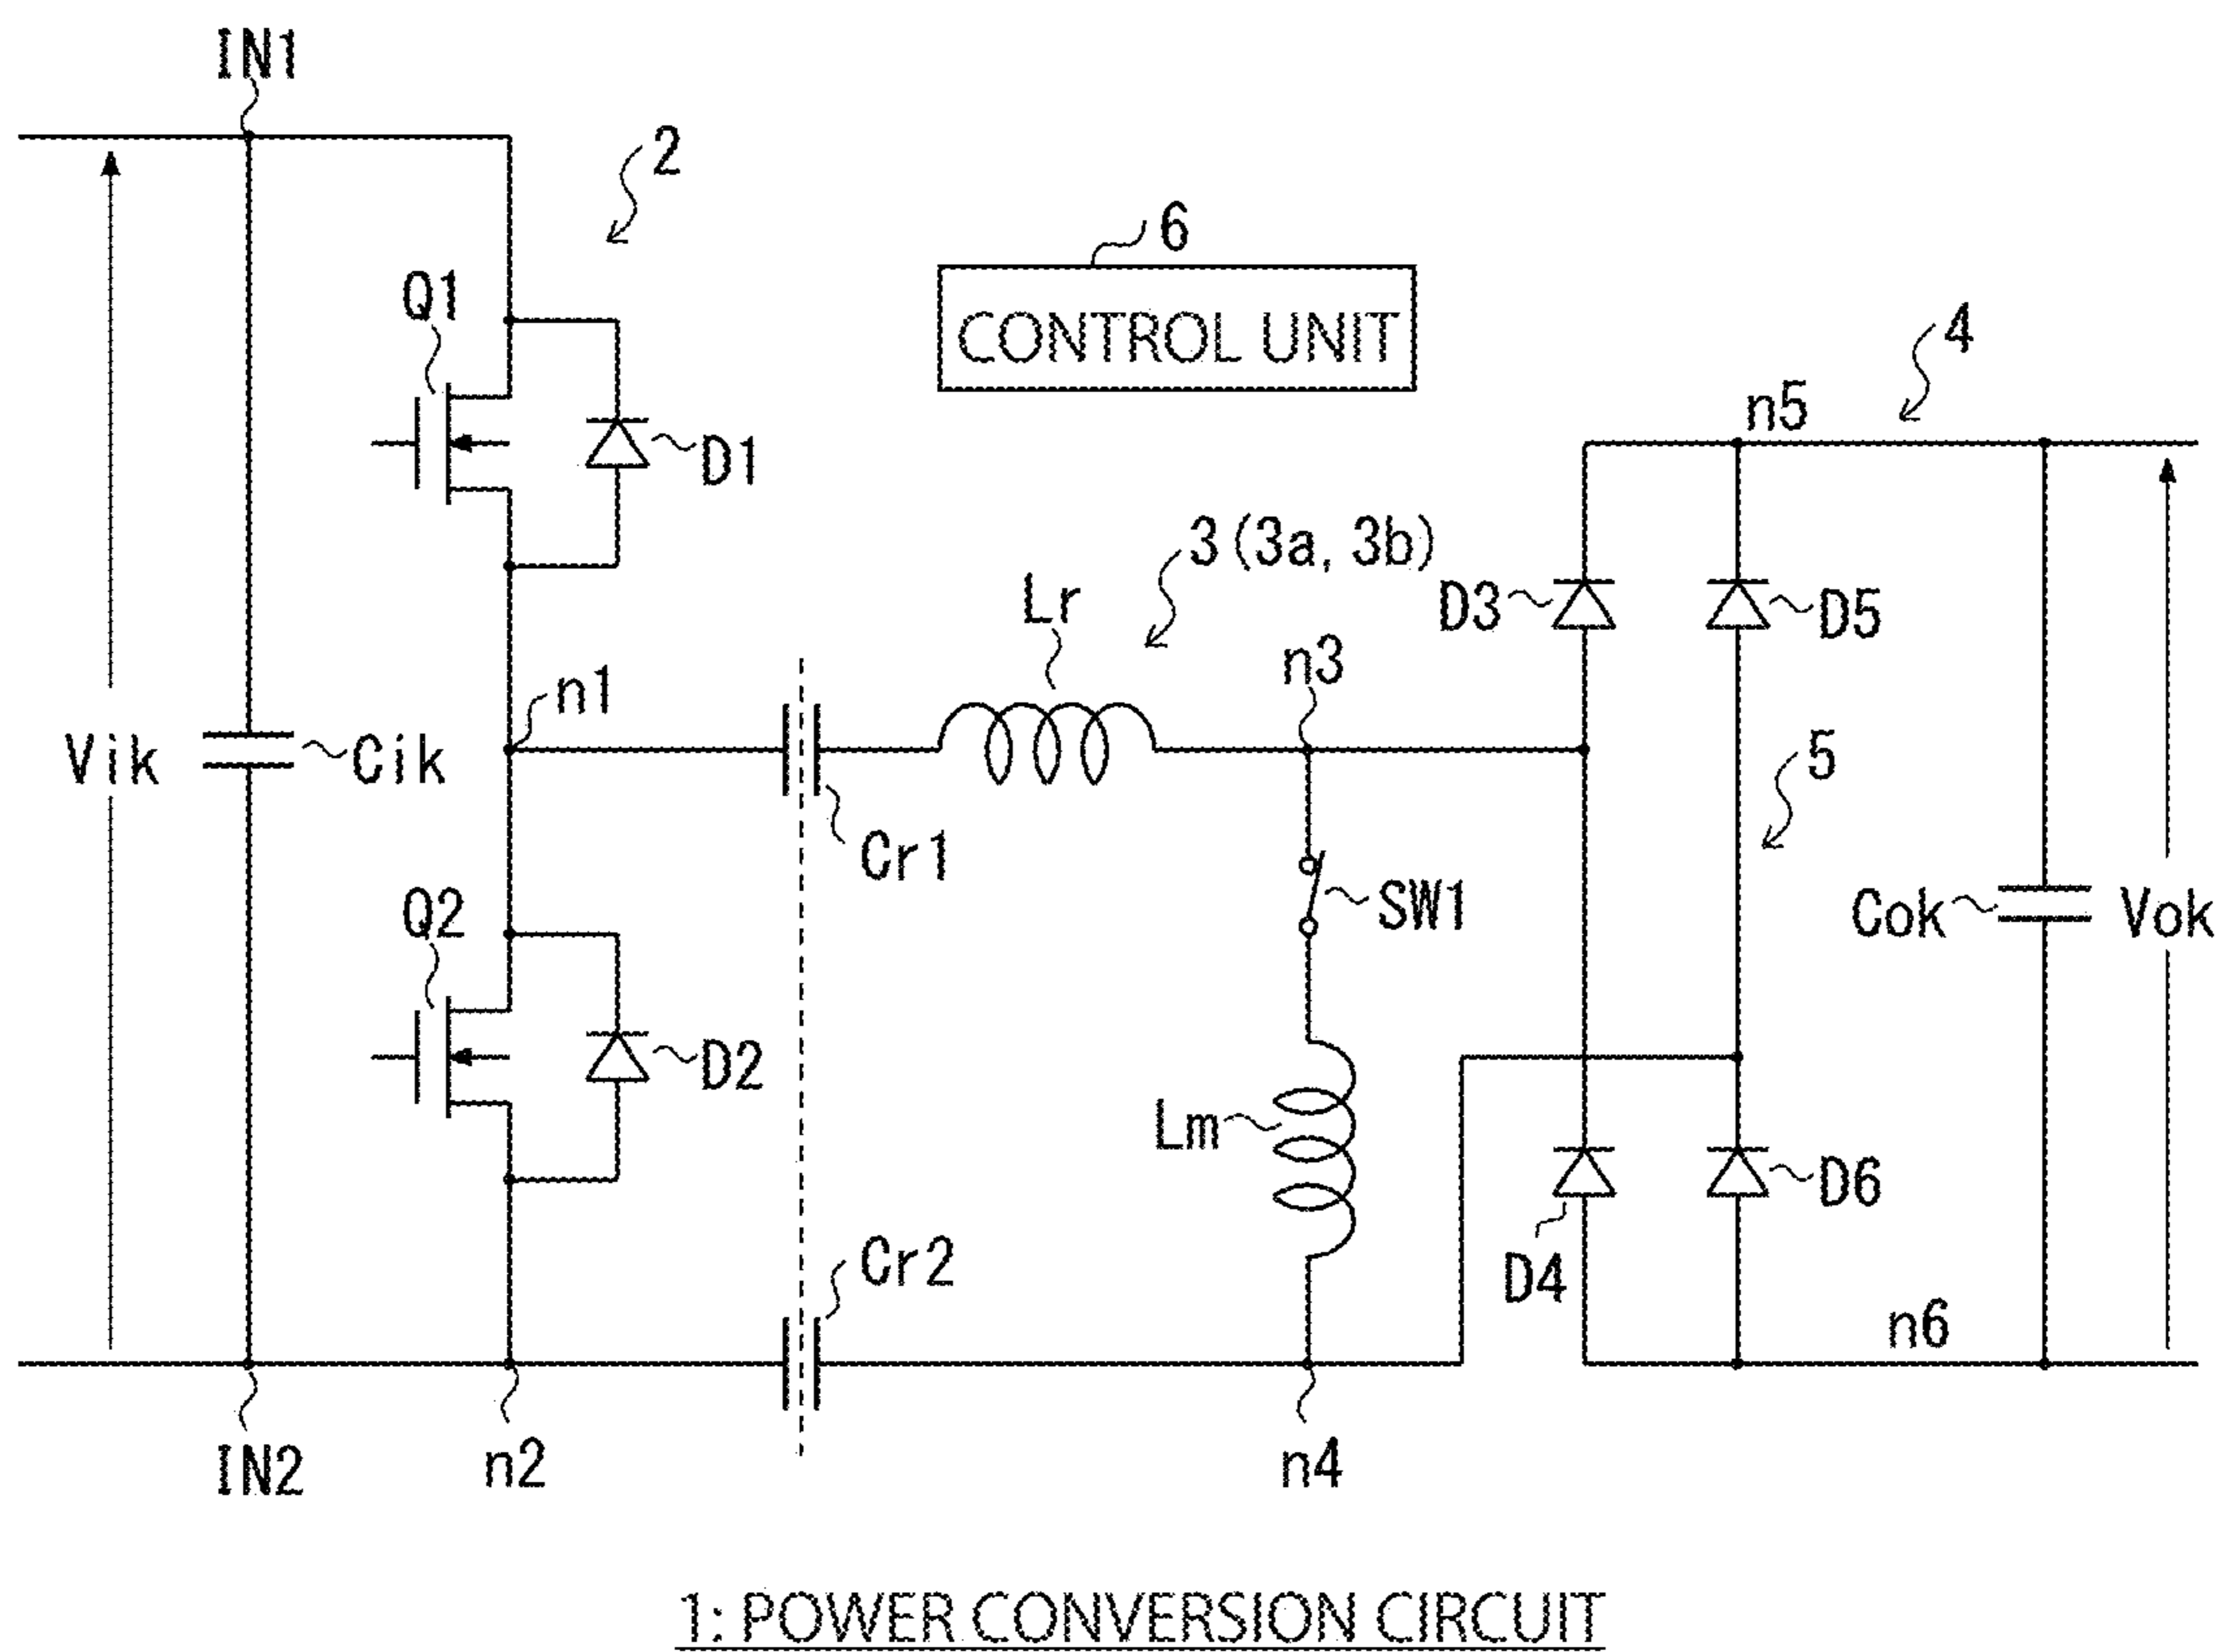 IN1
2
6
Q1
CONTROL UNIT
4
n5
D1
3(3a, 3b)
Lr
D3
D5
n3
n1
Vik
Cik
5
Cr1
Q2
SW1
Cok
Vok
D2
Lm
D6
Cr2
D4
n6
IN2
n2
n4
1: POWER CONVERSION CIRCUIT